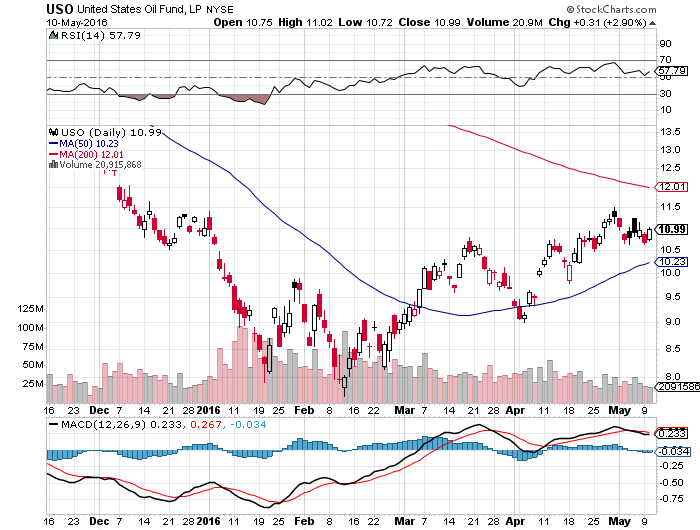 USO United States Oil Fund, LP NYSE © StockCharts.com
10-May-2016 Open 10.75 High 11.02 Low 10.72 Close 10.99 Volume 20.9M Chg +0.31 (+2.90%)
RSI(14) 57.79
90
70
57.79
30
10
USO (Daily) 10.99
MA(50) 10.23
MA(200) 12.01
Volume 20,915,868
13.5
13.0
12.5
12.01
11.5
10.99
10.5
10.23
10.0
9.5
125M 9.0
100M
75M 8.5
50M 8.0
25M 2091586
16 23 Dec 7 14 21 28 2016 11 19 25 Feb 8 16 22 Mar 7 14 21 28 Apr 11 18 25 May 9
MACD(12,26,9) 0.233, 0.267, -0.034
0.233
-0.034
-0.25
-0.50
-0.75
16 23 Dec 7 14 21 28 2016 11 19 25 Feb 8 16 22 Mar 7 14 21 28 Apr 11 18 25 May 9